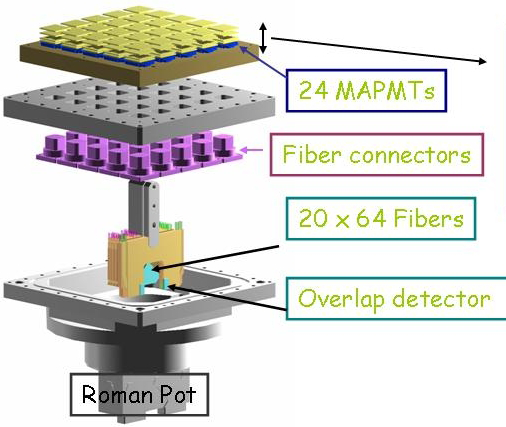 24 MAPMTs
Fiber connectors
20 x 64 Fibers
Overlap detector
Roman Pot